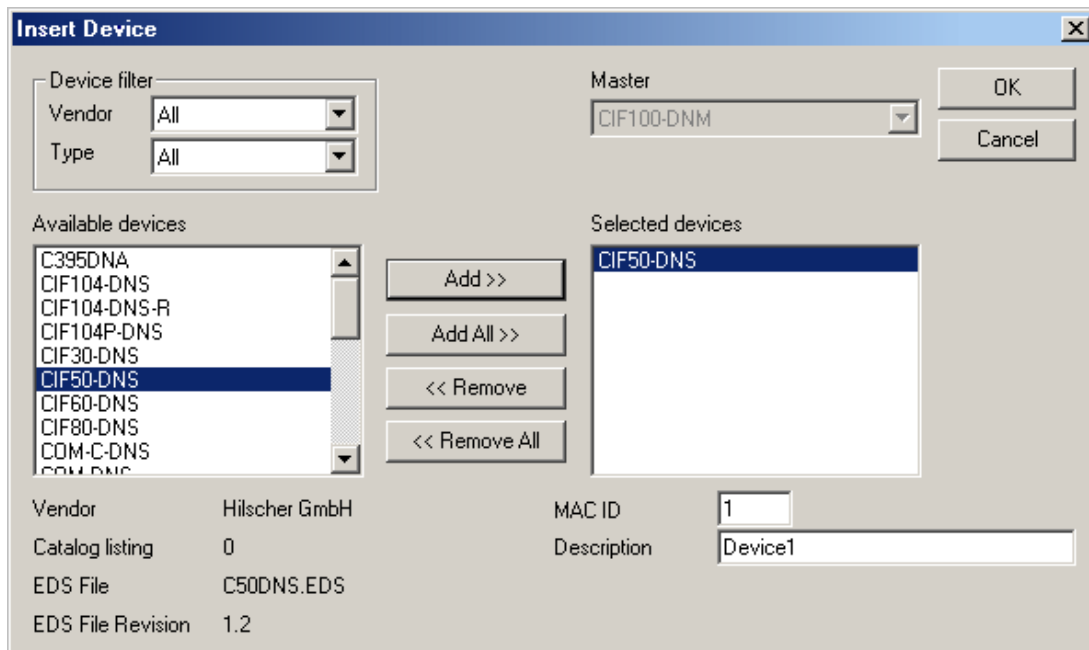 Insert Device
Device filter
Vendor All
Type All
Master
CIF100-DNM
OK
Cancel
Available devices
C395DNA
CIF104-DNS
CIF104-DNS-R
CIF104P-DNS
CIF30-DNS
CIF50-DNS
CIF60-DNS
CIF80-DNS
COM-C-DNS
COM-DNS
Add >>
Add All >>
<< Remove
<< Remove All
Selected devices
CIF50-DNS
Vendor Hilscher GmbH
Catalog listing 0
EDS File C50DNS.EDS
EDS File Revision 1.2
MAC ID 1
Description Device1